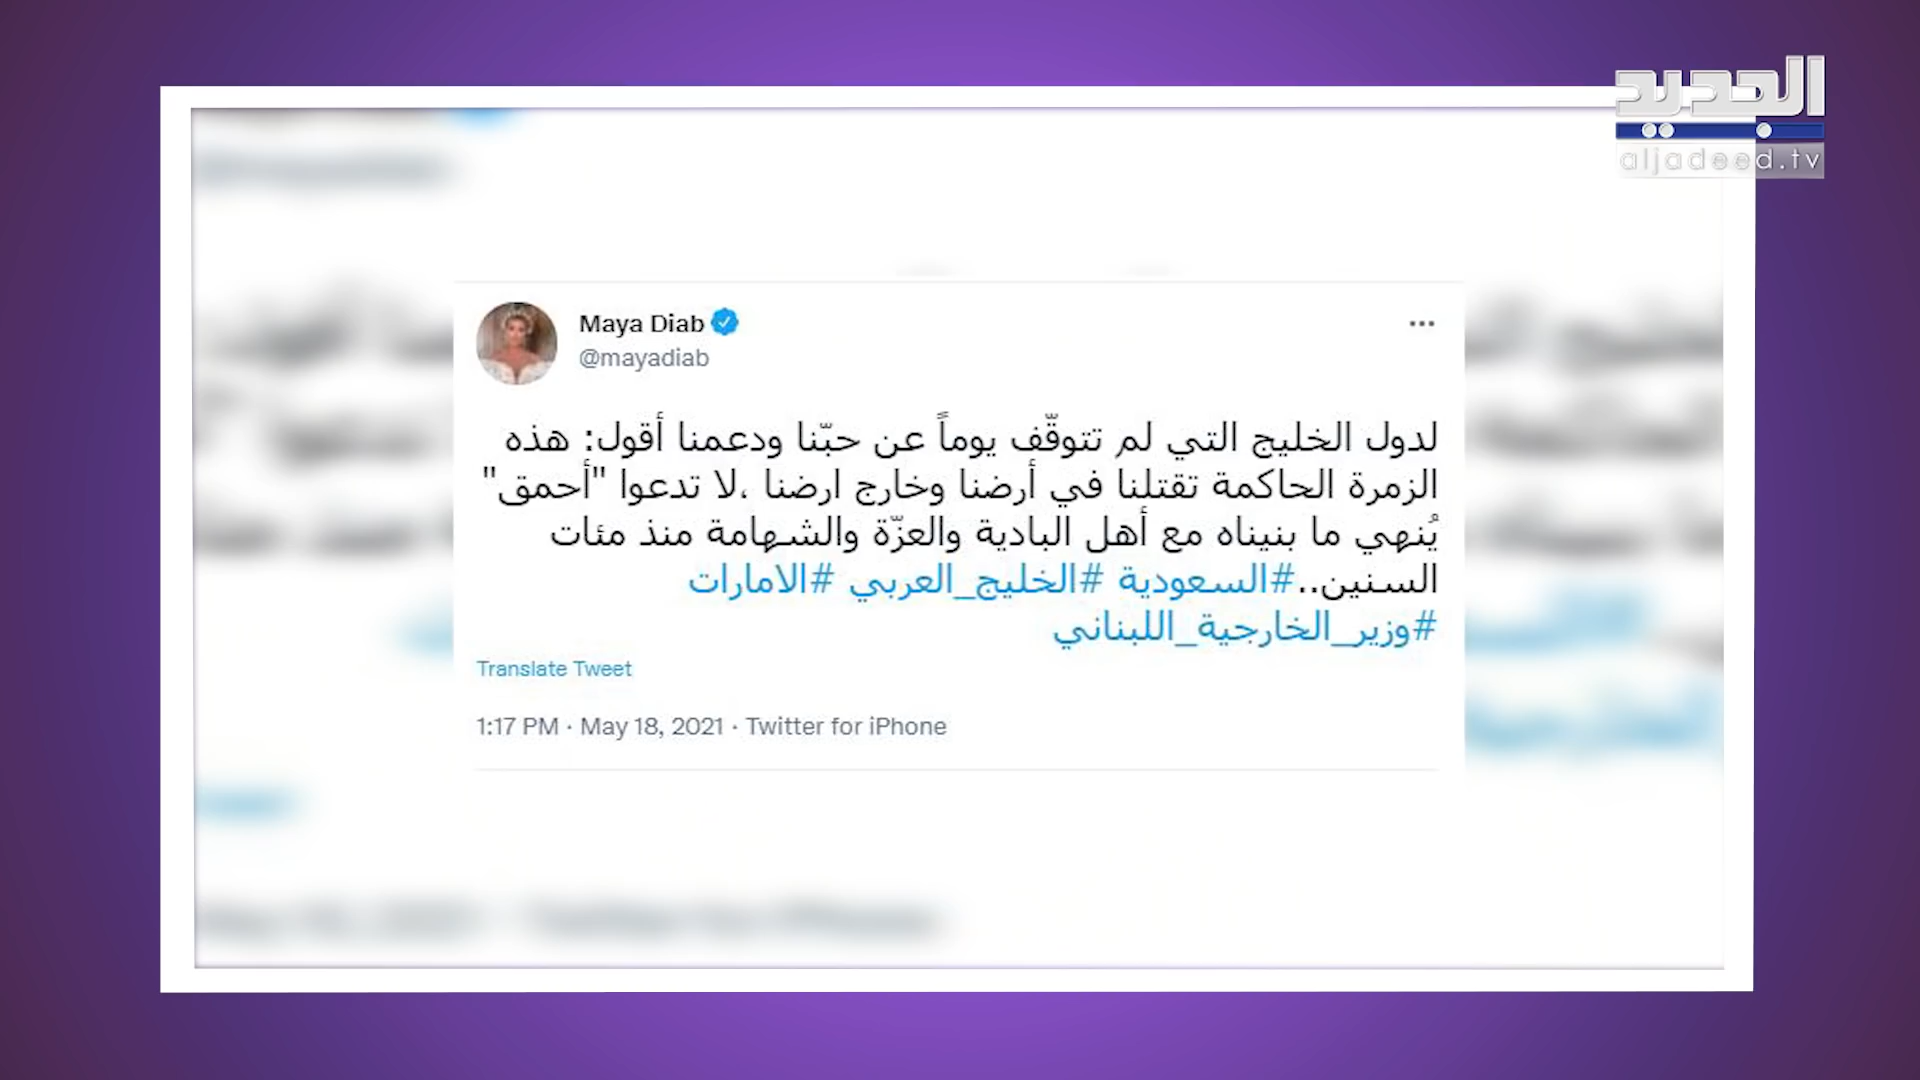 الجديد
aljadeed.tv
Maya Diab
@mayadiab
لدول الخليج التي لم تتوقّف يوماً عن حبّنا ودعمنا أقول: هذه
الزمرة الحاكمة تقتلنا في أرضنا وخارج ارضنا ،لا تدعوا "أحمق"
يُنهي ما بنيناه مع أهل البادية والعزّة والشهامة منذ مئات
السنين..#السعودية #الخليج_العربي #الامارات
#وزير_الخارجية_اللبناني
Translate Tweet
1:17 PM · May 18, 2021 · Twitter for iPhone